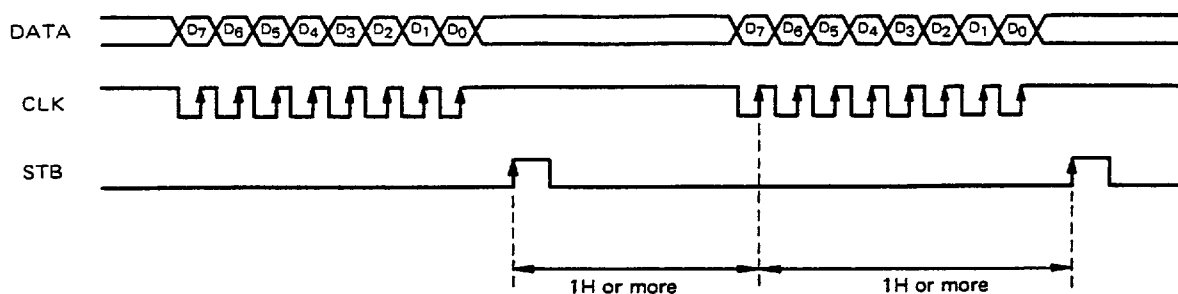 DATA D7 D6 D5 D4 D3 D2 D1 D0 D7 D6 D5 D4 D3 D2 D1 D0
CLK
STB
1H or more 1H or more